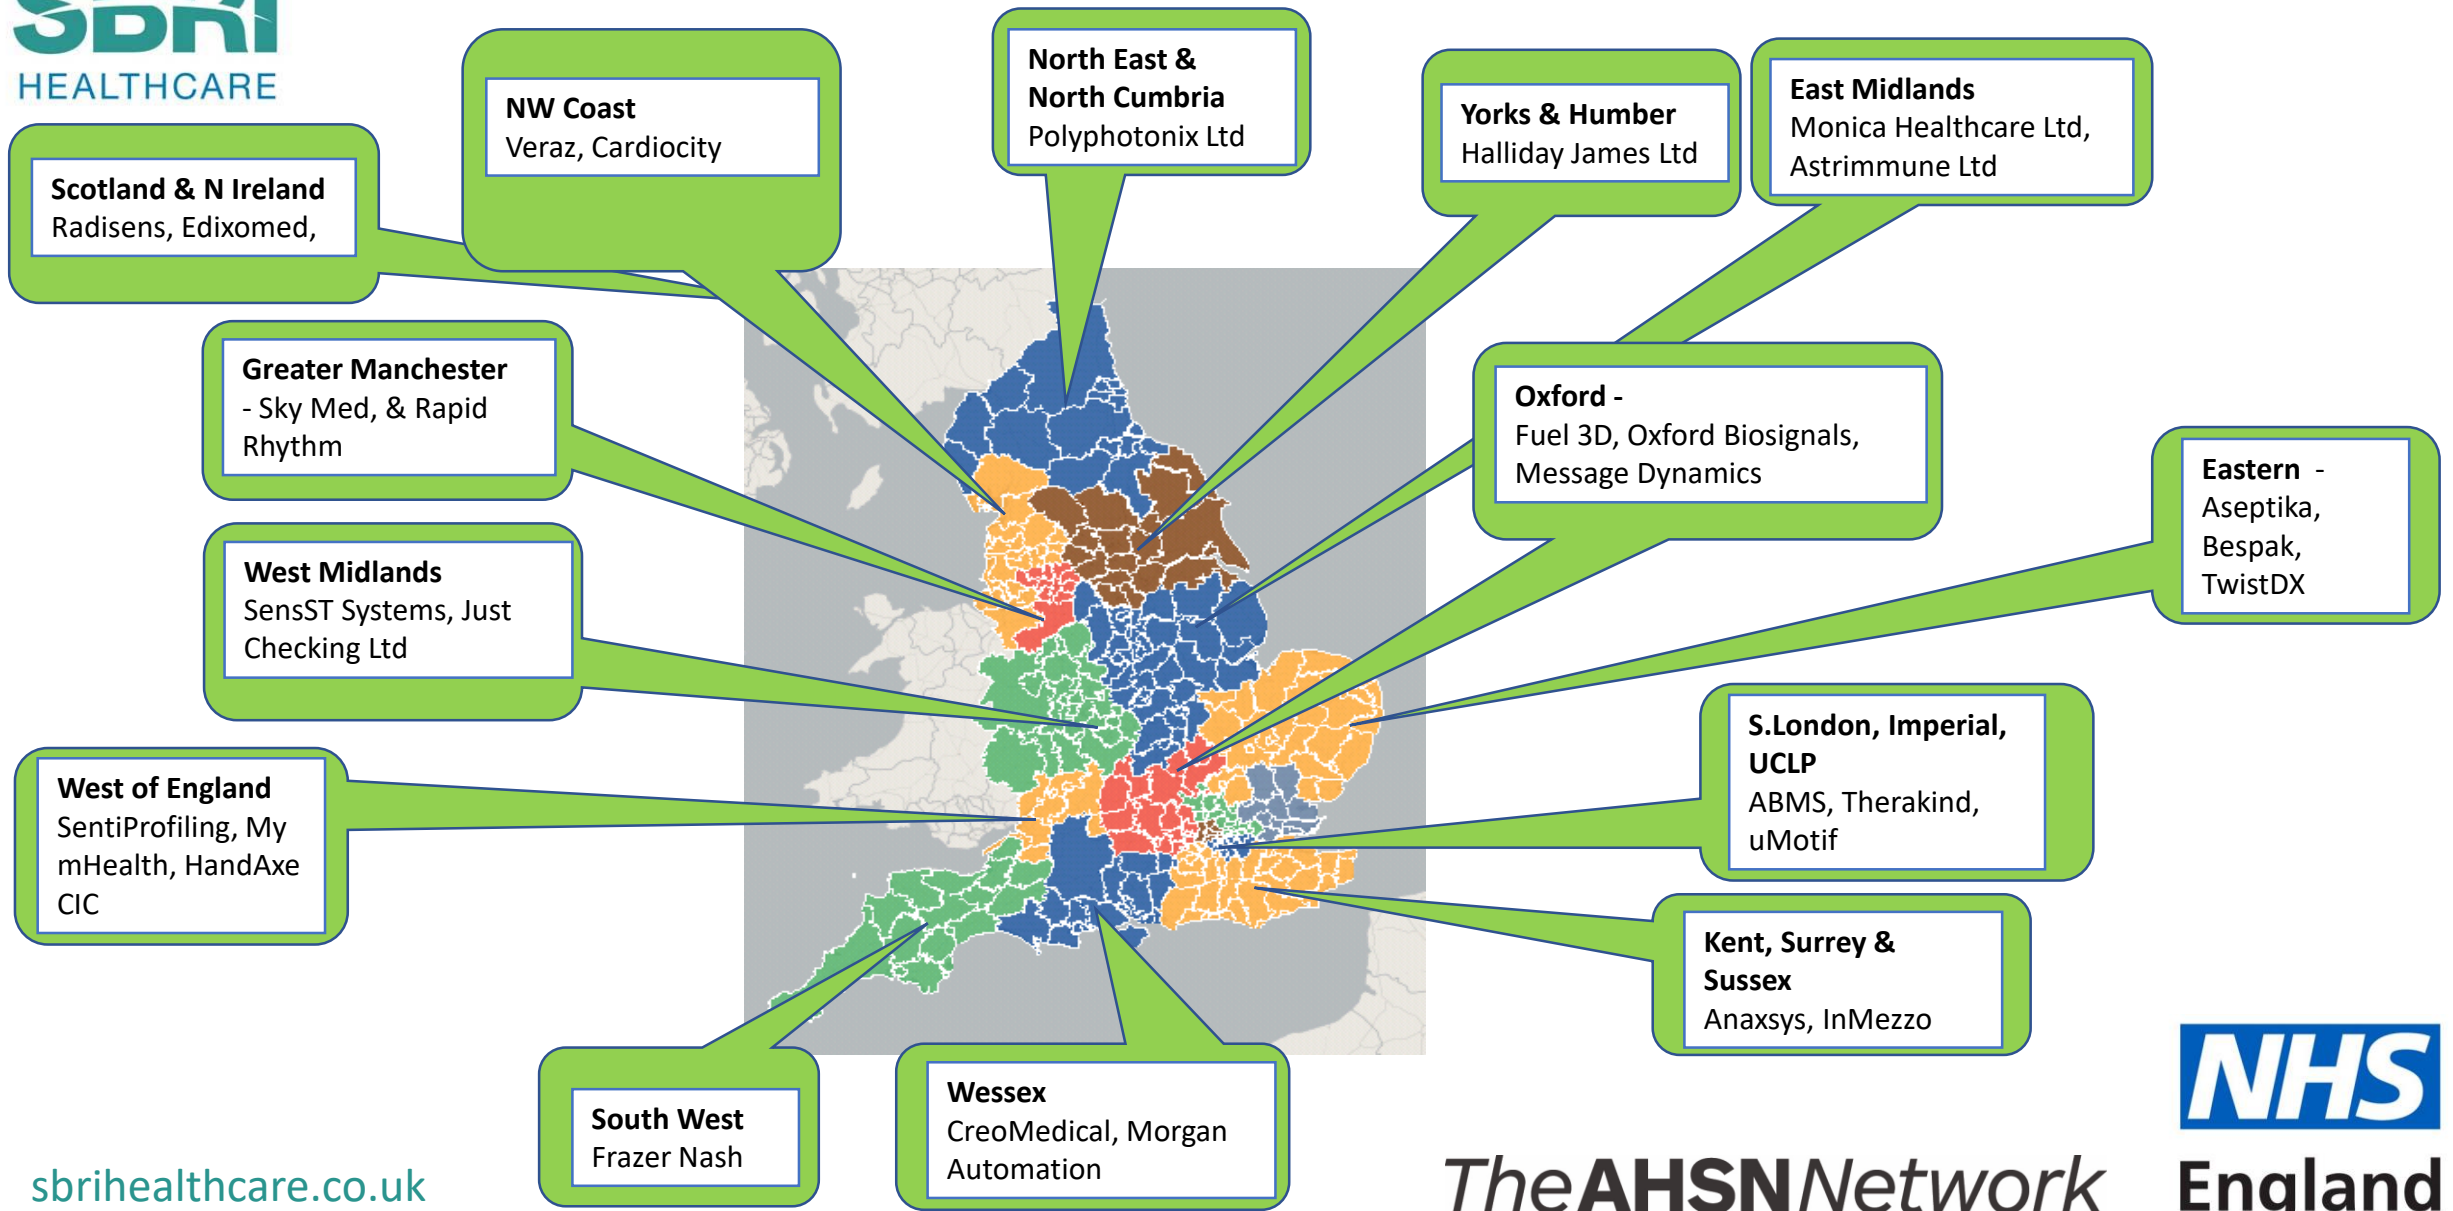 SBRI
HEALTHCARE
NW Coast
Veraz, Cardiocity
North East &
North Cumbria
Polyphotonix Ltd
Yorks & Humber
Halliday James Ltd
East Midlands
Monica Healthcare Ltd,
Astrimmune Ltd
Scotland & N Ireland
Radisens, Edixomed,
Greater Manchester
- Sky Med, & Rapid
Rhythm
Oxford -
Fuel 3D, Oxford Biosignals,
Message Dynamics
Eastern -
Aseptika,
Bespak,
TwistDX
West Midlands
SensST Systems, Just
Checking Ltd
S.London, Imperial,
UCLP
ABMS, Therakind,
uMotif
West of England
SentiProfiling, My
mHealth, HandAxe
CIC
Kent, Surrey &
Sussex
Anaxsys, InMezzo
South West
Frazer Nash
Wessex
CreoMedical, Morgan
Automation
sbrihealthcare.co.uk
TheAHSNNetwork
NHS
England